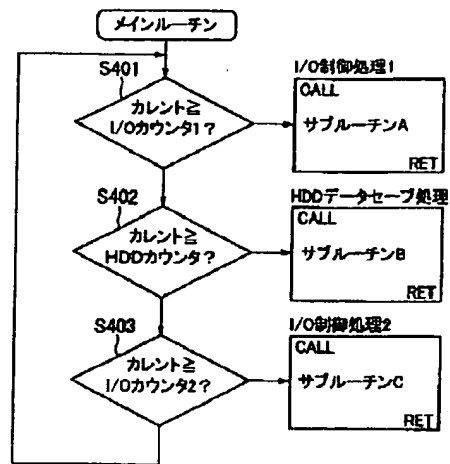 メインルーチン
S401
カレント≧
I/Oカウンタ1?
I/O制御処理1
CALL
サブルーチンA
RET
S402
カレント≧
HDDカウンタ?
HDDデータセーブ処理
CALL
サブルーチンB
RET
S403
カレント≧
I/Oカウンタ2?
I/O制御処理2
CALL
サブルーチンC
RET